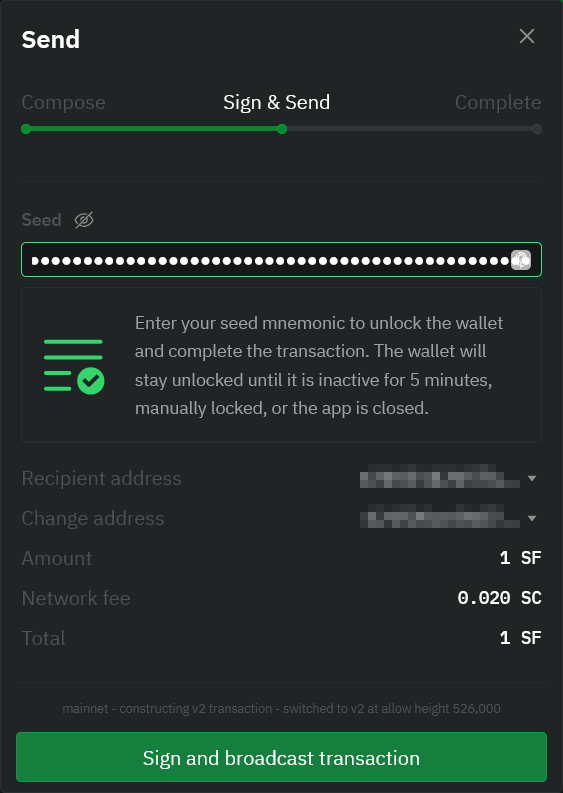 Send
Compose
Sign & Send
Complete
Seed
Enter your seed mnemonic to unlock the wallet
and complete the transaction. The wallet will
stay unlocked until it is inactive for 5 minutes,
manually locked, or the app is closed.
Recipient address
Change address
Amount 1 SF
Network fee 0.020 SC
Total 1 SF
mainnet - constructing v2 transaction - switched to v2 at allow height 526,000
Sign and broadcast transaction